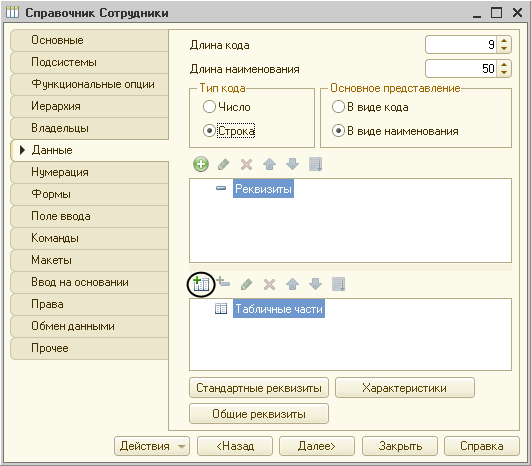 Справочник Сотрудники
Основные
Подсистемы
Функциональные опции
Иерархия
Владельцы
Данные
Нумерация
Формы
Поле ввода
Команды
Макеты
Ввод на основании
Права
Обмен данными
Прочее
Длина кода 9
Длина наименования 50
Тип кода
Число
Строка
Основное представление
В виде кода
В виде наименования
Реквизиты
Табличные части
Стандартные реквизиты Характеристики
Общие реквизиты
Действия <Назад Далее> Закрыть Справка